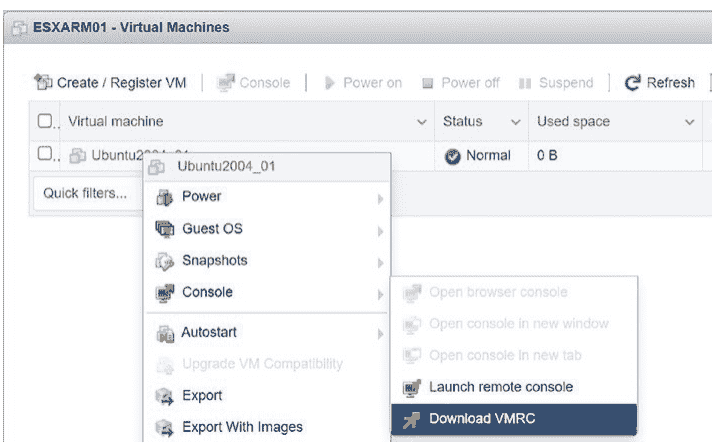 ESXARM01 - Virtual Machines
Create / Register VM Console Power on Power off Suspend Refresh
Virtual machine Status Used space
Normal 0 B
Quick filters...
Ubuntu2004_01
Power
Guest OS
Snapshots
Console
Autostart
Upgrade VM Compatibility
Export
Export With Images
Open browser console
Open console in new window
Open console in new tab
Launch remote console
Download VMRC